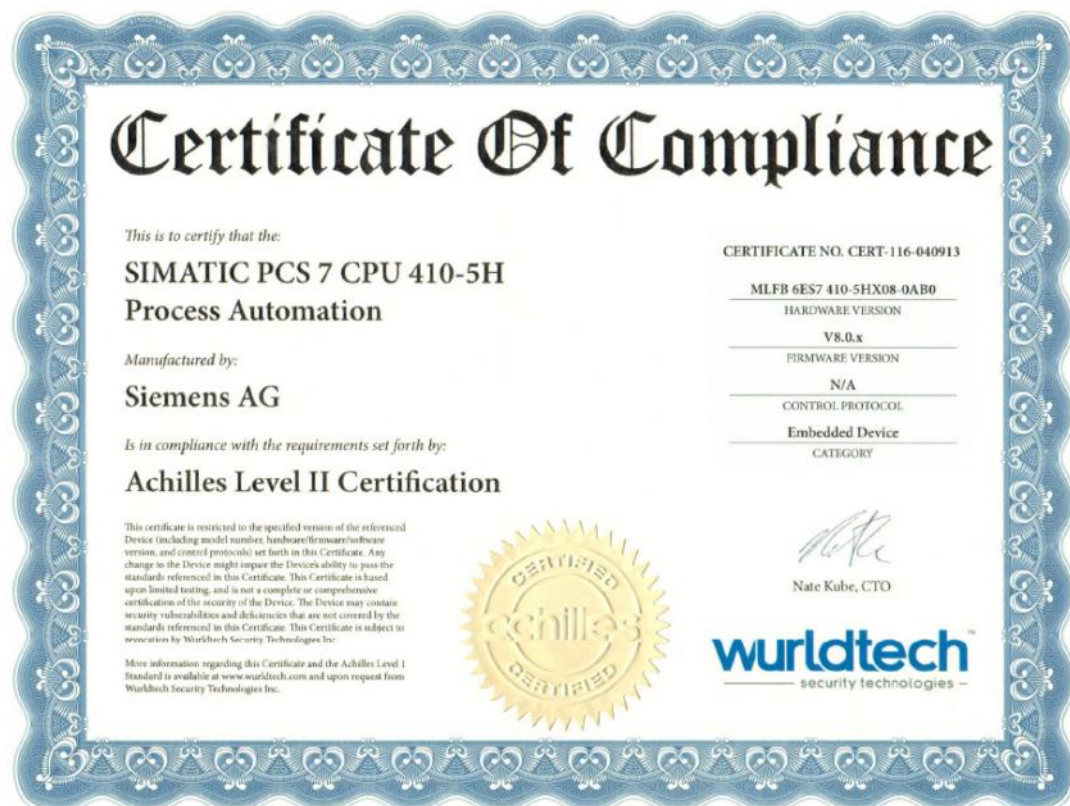 Certificate Of Compliance
This is to certify that the:
SIMATIC PCS 7 CPU 410-5H
Process Automation
Manufactured by:
Siemens AG
Is in compliance with the requirements set forth by:
Achilles Level II Certification
This certificate is restricted to the specified version of the referenced
Device (including model number, hardware/firmware/software
version, and control protocols) set forth in this Certificate. Any
change to the Device might impair the Device's ability to pass the
standards referenced in this Certificate. This Certificate is based
upon limited testing, and is not a complete or comprehensive
certification of the security of the Device. The Device may contain
security vulnerabilities and deficiencies that are not covered by the
standards referenced in this Certificate. This Certificate is subject to
revocation by Wurldtech Security Technologies Inc.
More information regarding this Certificate and the Achilles Level 1
Standard is available at www.wurldtech.com and upon request from
Wurldtech Security Technologies Inc.
CERTIFIED
achilles
CERTIFIED
CERTIFICATE NO. CERT-116-040913
MLFB 6ES7 410-5HX08-0AB0
HARDWARE VERSION
V8.0.x
FIRMWARE VERSION
N/A
CONTROL PROTOCOL
Embedded Device
CATEGORY
Nate Kube, CTO
wurldtech™
security technologies